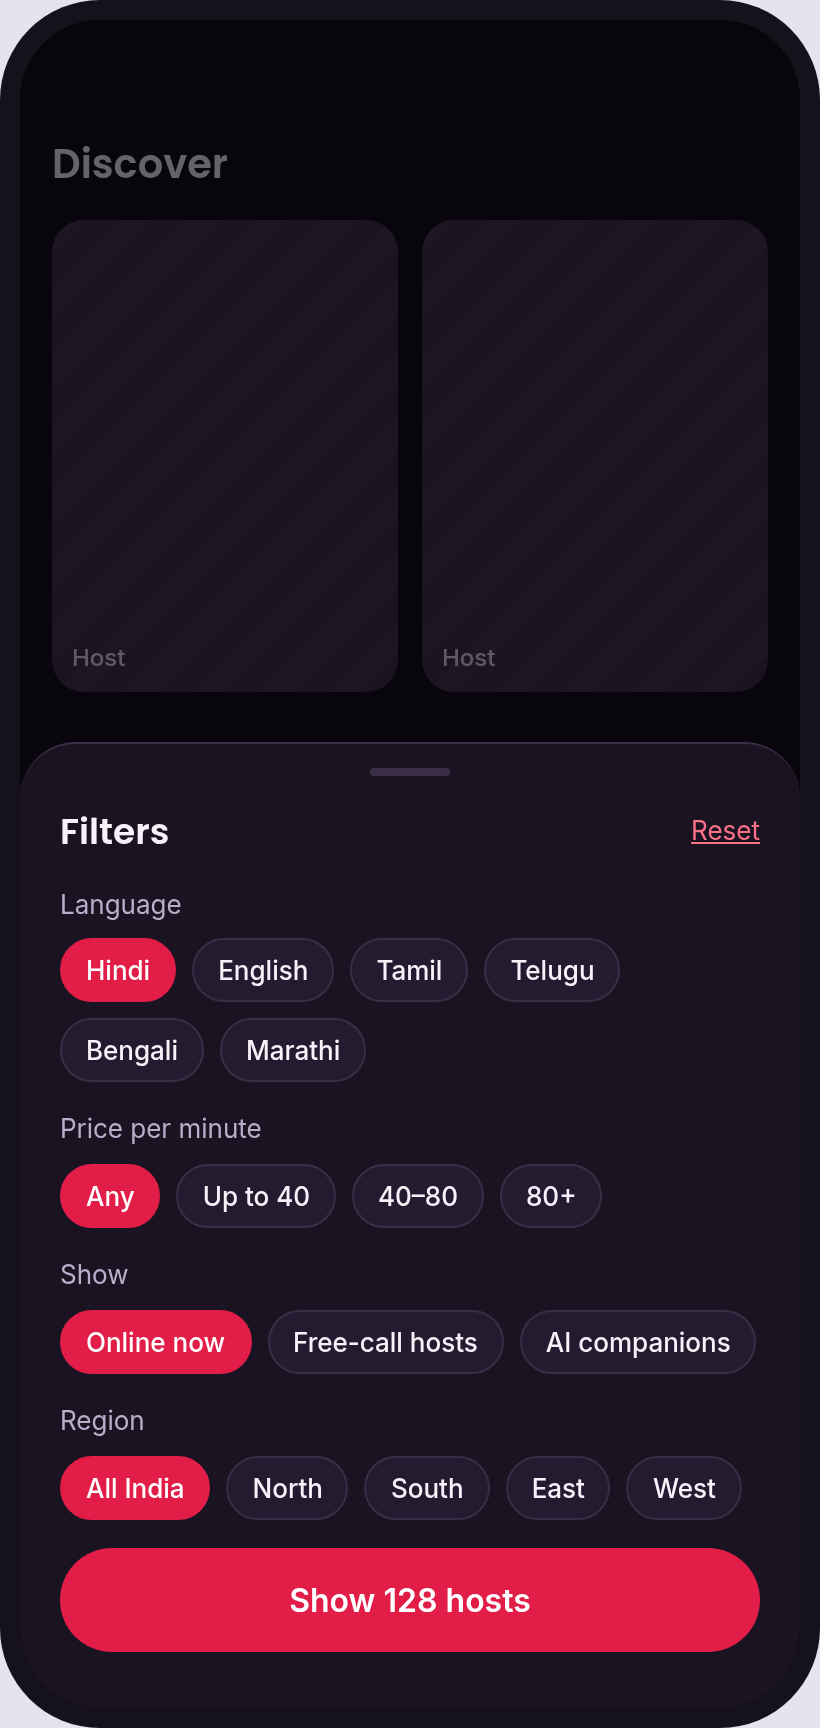 Discover
Host Host
Filters Reset
Language
Hindi English Tamil Telugu
Bengali Marathi
Price per minute
Any Up to 40 40–80 80+
Show
Online now Free-call hosts AI companions
Region
All India North South East West
Show 128 hosts